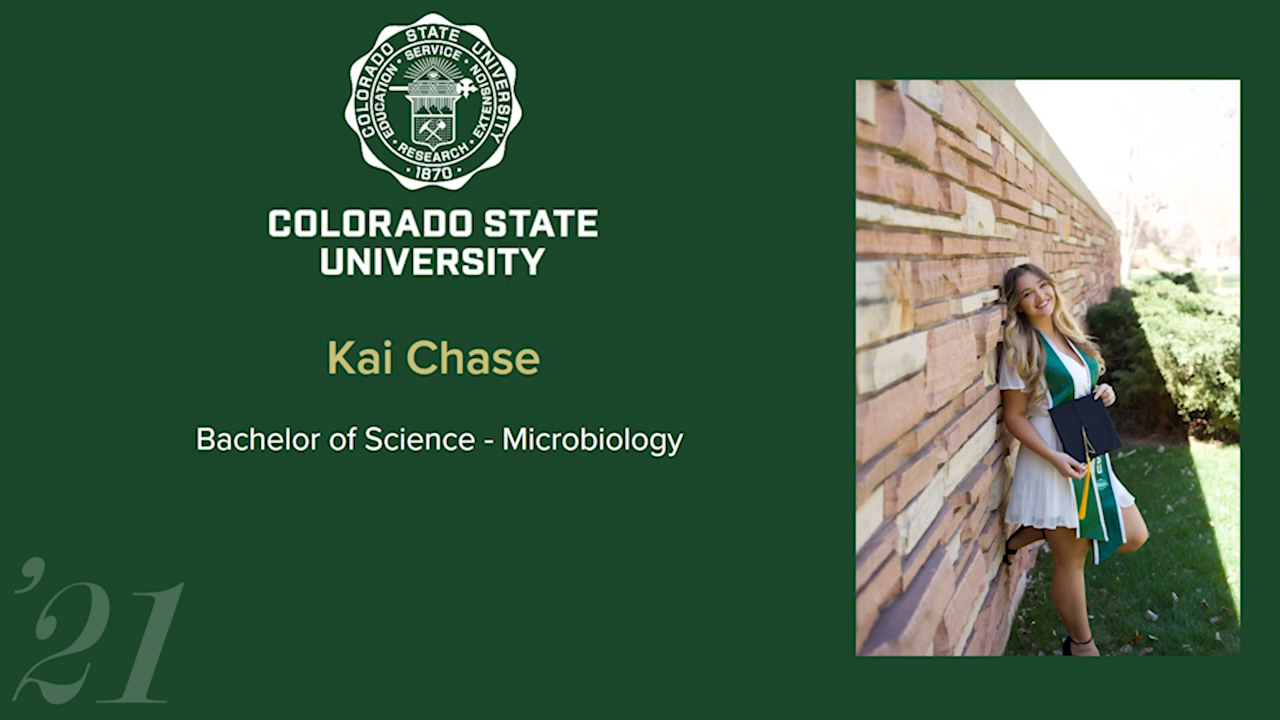 COLORADO STATE UNIVERSITY
EDUCATION • SERVICE • EXTENSION
• RESEARCH •
• 1870 •
COLORADO STATE
UNIVERSITY
Kai Chase
Bachelor of Science - Microbiology
’21